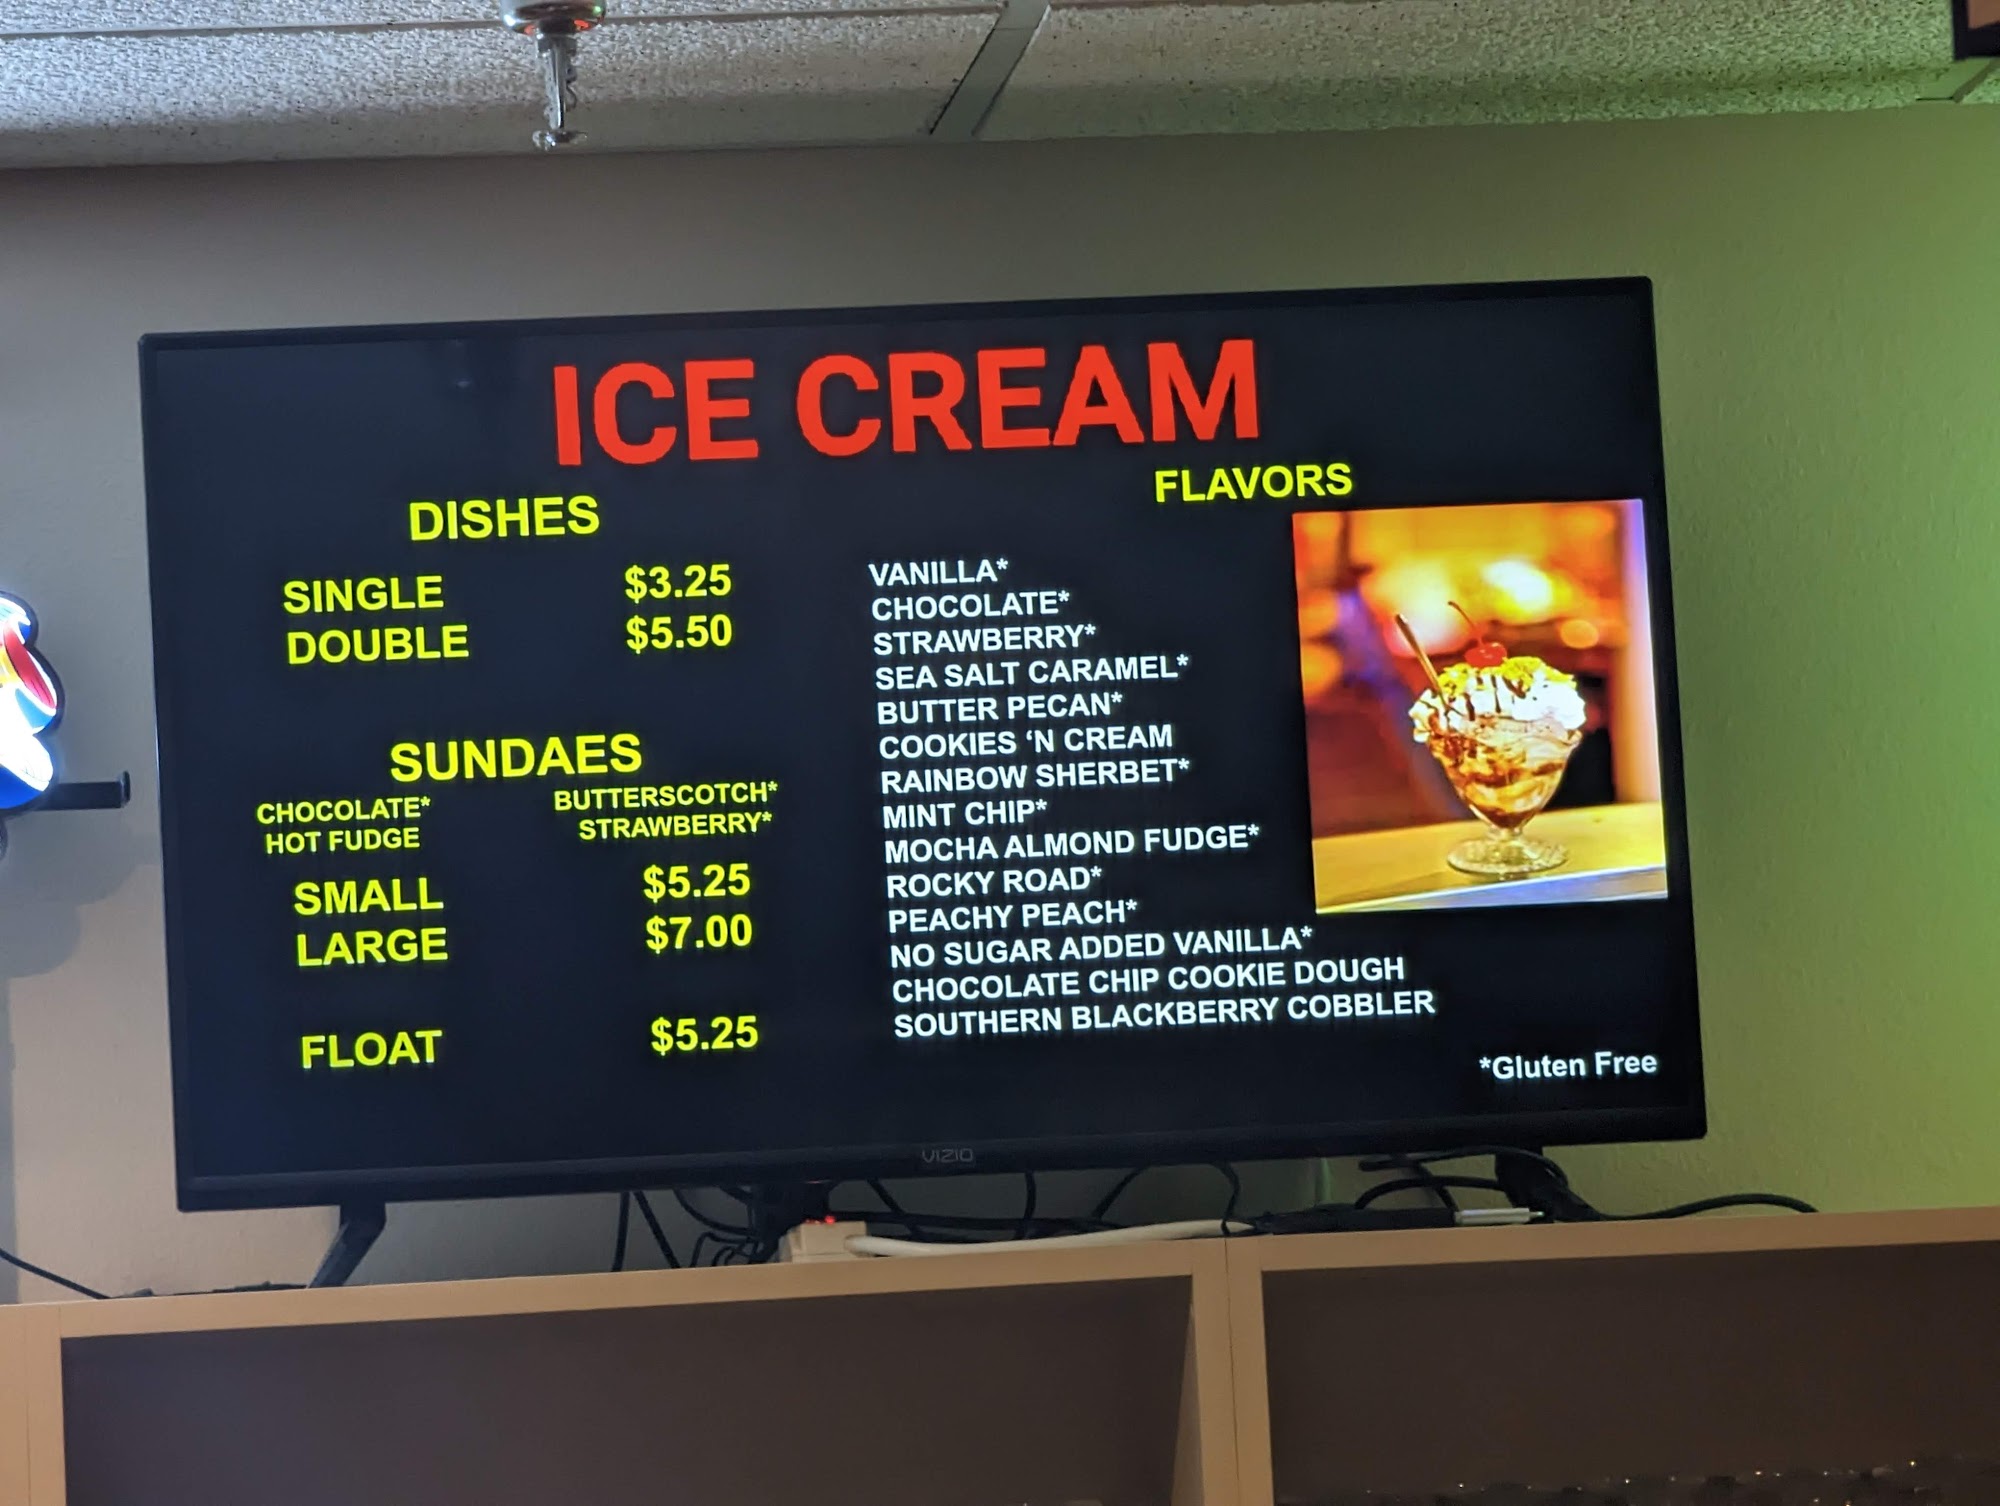 ICE CREAM
DISHES
SINGLE $3.25
DOUBLE $5.50
SUNDAES
CHOCOLATE* BUTTERSCOTCH*
HOT FUDGE STRAWBERRY*
SMALL $5.25
LARGE $7.00
FLOAT $5.25
FLAVORS
VANILLA*
CHOCOLATE*
STRAWBERRY*
SEA SALT CARAMEL*
BUTTER PECAN*
COOKIES ‘N CREAM
RAINBOW SHERBET*
MINT CHIP*
MOCHA ALMOND FUDGE*
ROCKY ROAD*
PEACHY PEACH*
NO SUGAR ADDED VANILLA*
CHOCOLATE CHIP COOKIE DOUGH
SOUTHERN BLACKBERRY COBBLER
*Gluten Free
VIZIO